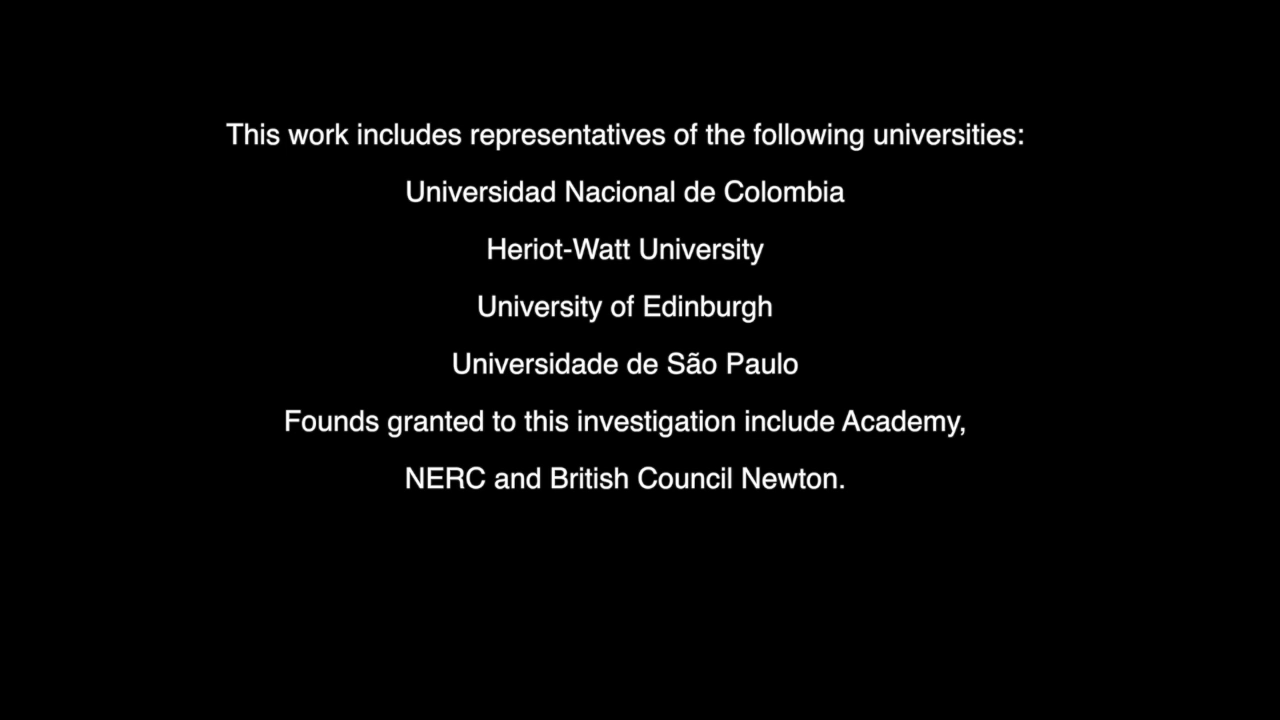 This work includes representatives of the following universities:
Universidad Nacional de Colombia
Heriot-Watt University
University of Edinburgh
Universidade de São Paulo
Founds granted to this investigation include Academy,
NERC and British Council Newton.